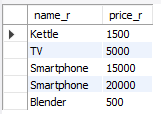 name_r price_r
Kettle 1500
TV 5000
Smartphone 15000
Smartphone 20000
Blender 500